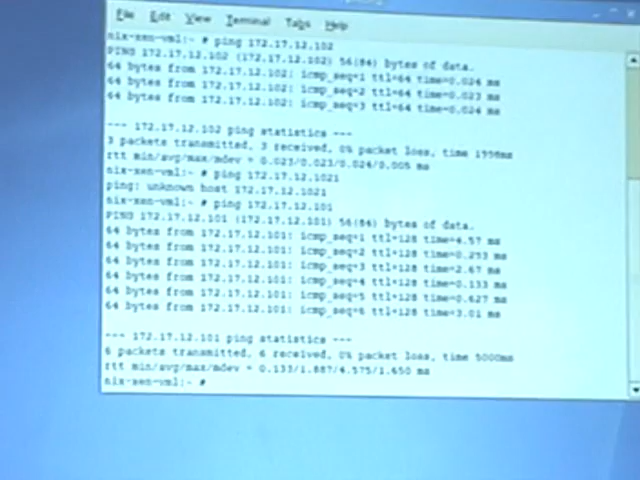 File Edit View Terminal Tabs Help
nix-xen-vm1:~ # ping 172.17.12.102
PING 172.17.12.102 (172.17.12.102) 56(84) bytes of data.
64 bytes from 172.17.12.102: icmp_seq=1 ttl=64 time=0.024 ms
64 bytes from 172.17.12.102: icmp_seq=2 ttl=64 time=0.023 ms
64 bytes from 172.17.12.102: icmp_seq=3 ttl=64 time=0.024 ms
--- 172.17.12.102 ping statistics ---
3 packets transmitted, 3 received, 0% packet loss, time 1998ms
rtt min/avg/max/mdev = 0.023/0.023/0.024/0.005 ms
nix-xen-vm1:~ # ping 172.17.12.1021
ping: unknown host 172.17.12.1021
nix-xen-vm1:~ # ping 172.17.12.101
PING 172.17.12.101 (172.17.12.101) 56(84) bytes of data.
64 bytes from 172.17.12.101: icmp_seq=1 ttl=128 time=4.57 ms
64 bytes from 172.17.12.101: icmp_seq=2 ttl=128 time=0.293 ms
64 bytes from 172.17.12.101: icmp_seq=3 ttl=128 time=2.67 ms
64 bytes from 172.17.12.101: icmp_seq=4 ttl=128 time=0.133 ms
64 bytes from 172.17.12.101: icmp_seq=5 ttl=128 time=0.627 ms
64 bytes from 172.17.12.101: icmp_seq=6 ttl=128 time=3.01 ms
--- 172.17.12.101 ping statistics ---
6 packets transmitted, 6 received, 0% packet loss, time 5000ms
rtt min/avg/max/mdev = 0.133/1.887/4.575/1.650 ms
nix-xen-vm1:~ #